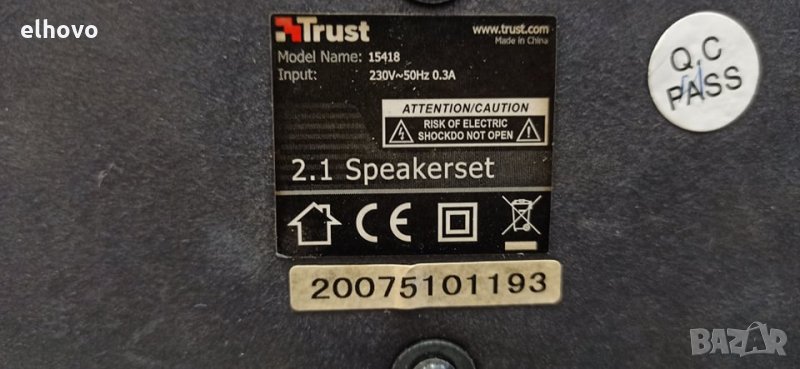 elhovo
Trust
www.trust.com
Made in China
Model Name: 15418
Input: 230V~50Hz 0.3A
ATTENTION/CAUTION
RISK OF ELECTRIC
SHOCKDO NOT OPEN
2.1 Speakerset
CE
20075101193
Q.C
PASS
BAZAR